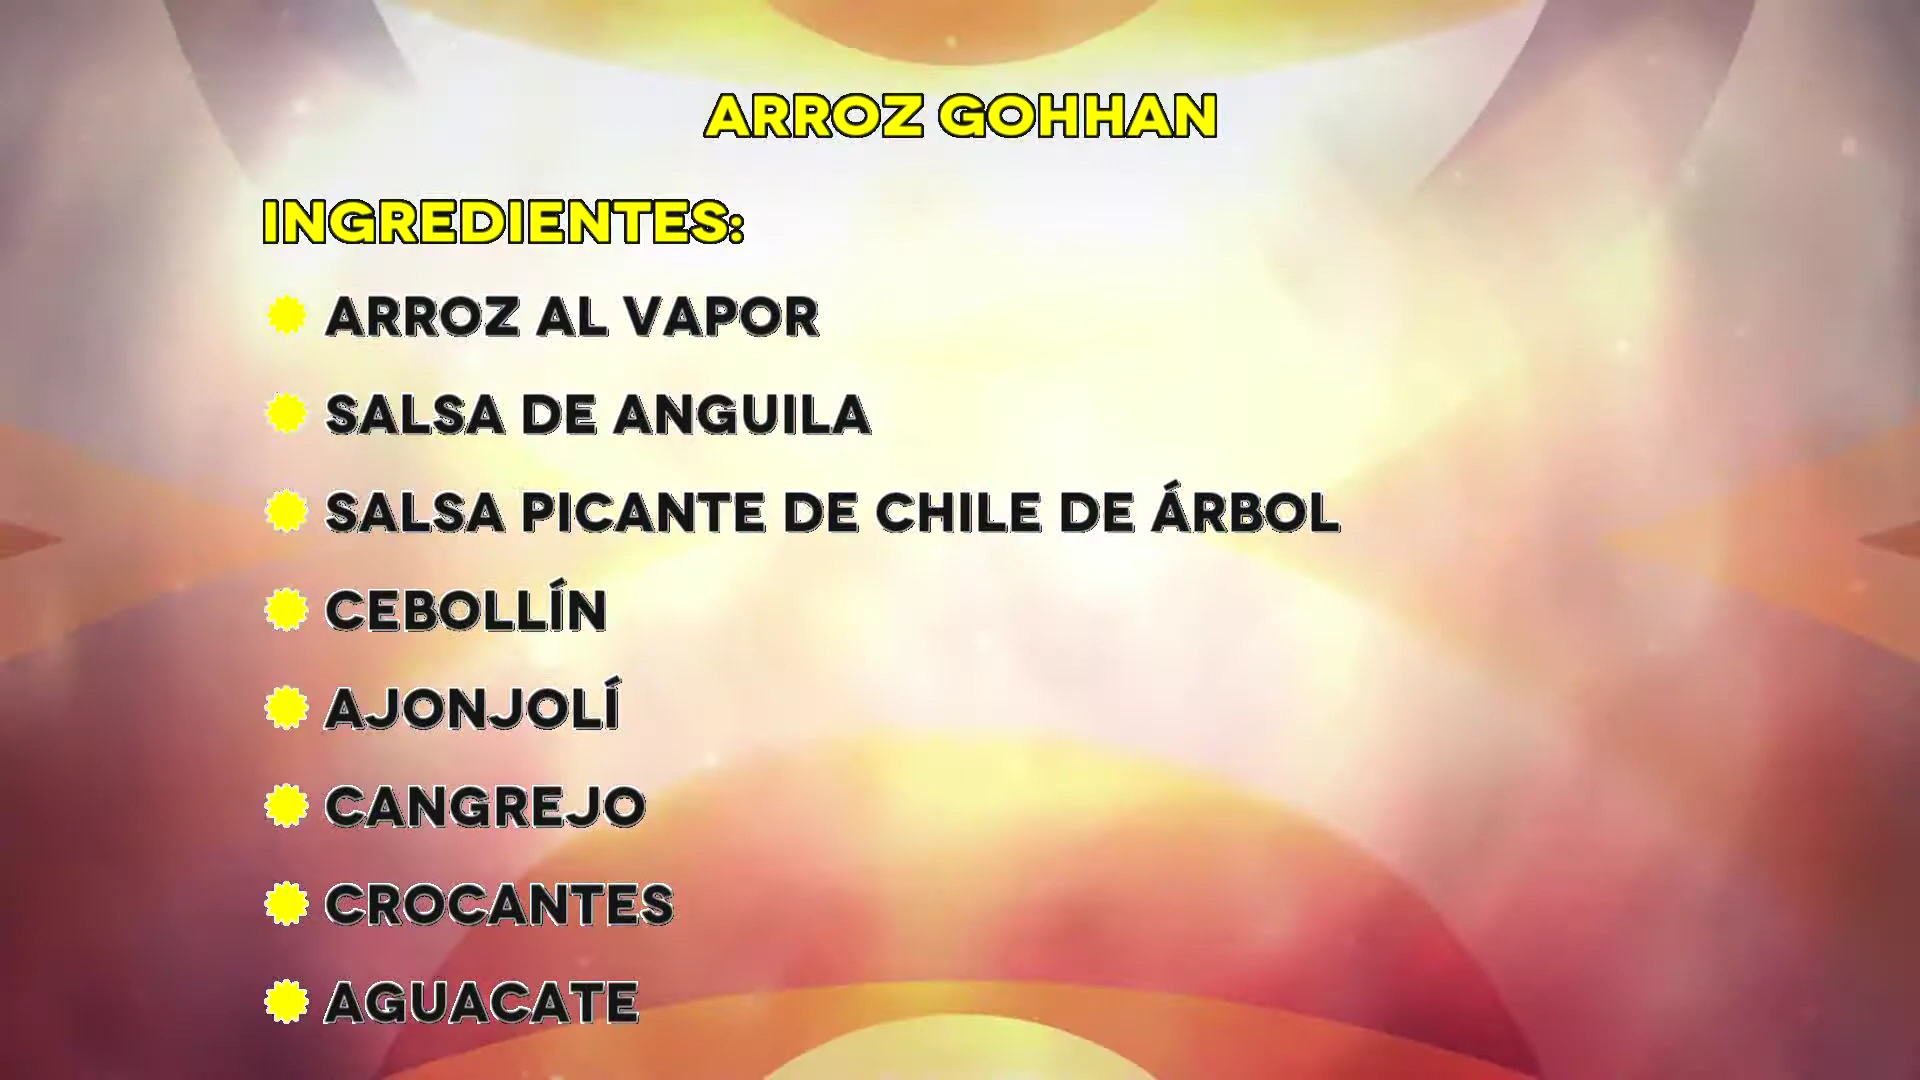 ARROZ GOHHAN
INGREDIENTES:
ARROZ AL VAPOR
SALSA DE ANGUILA
SALSA PICANTE DE CHILE DE ÁRBOL
CEBOLLÍN
AJONJOLÍ
CANGREJO
CROCANTES
AGUACATE